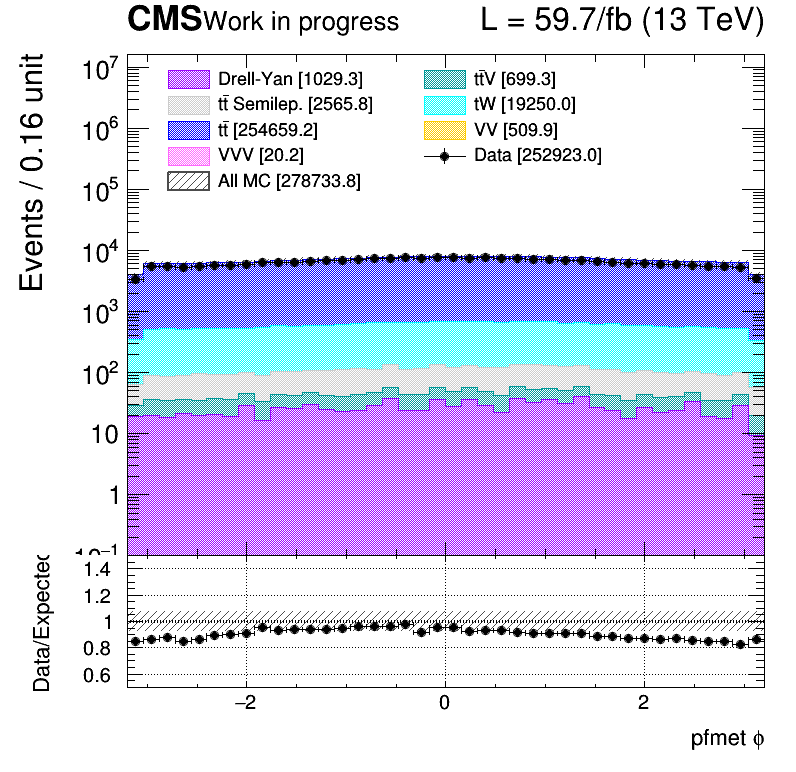 CMS Work in progress L = 59.7/fb (13 TeV)
Events / 0.16 unit
10⁷
10⁶
10⁵
10⁴
10³
10²
10
1
10⁻¹
Drell-Yan [1029.3]
tt̄ Semilep. [2565.8]
tt̄ [254659.2]
VVV [20.2]
All MC [278733.8]
tt̄V [699.3]
tW [19250.0]
VV [509.9]
Data [252923.0]
Data/Expected
1.4
1.2
1
0.8
0.6
−2 0 2
pfmet ϕ